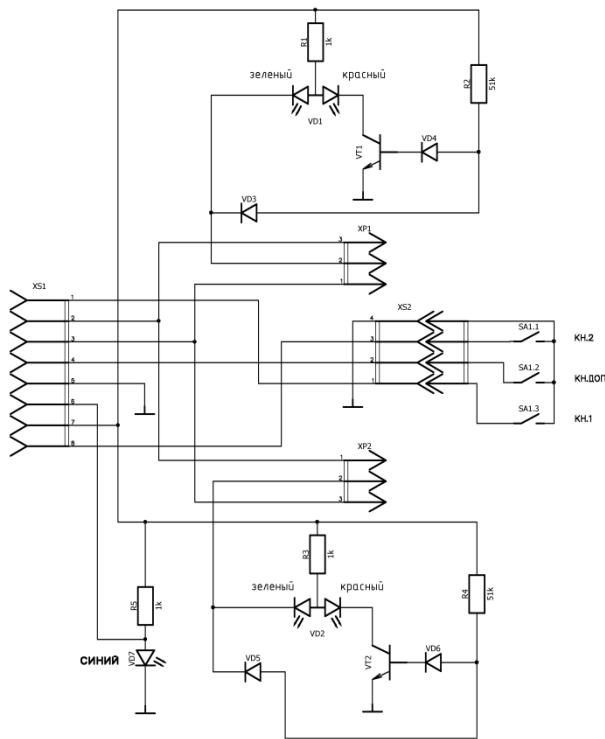 R1
1k
R2
51k
зеленый
красный
VD1
VT1
VD4
VD3
XP1
3
2
1
XS1
1
2
3
4
5
6
7
8
XS2
4
3
2
1
SA1.1
КН.2
SA1.2
КН.ДОП
SA1.3
КН.1
XP2
1
2
3
R3
1k
R4
51k
зеленый
красный
VD2
VT2
VD6
VD5
R5
1k
СИНИЙ
VD7